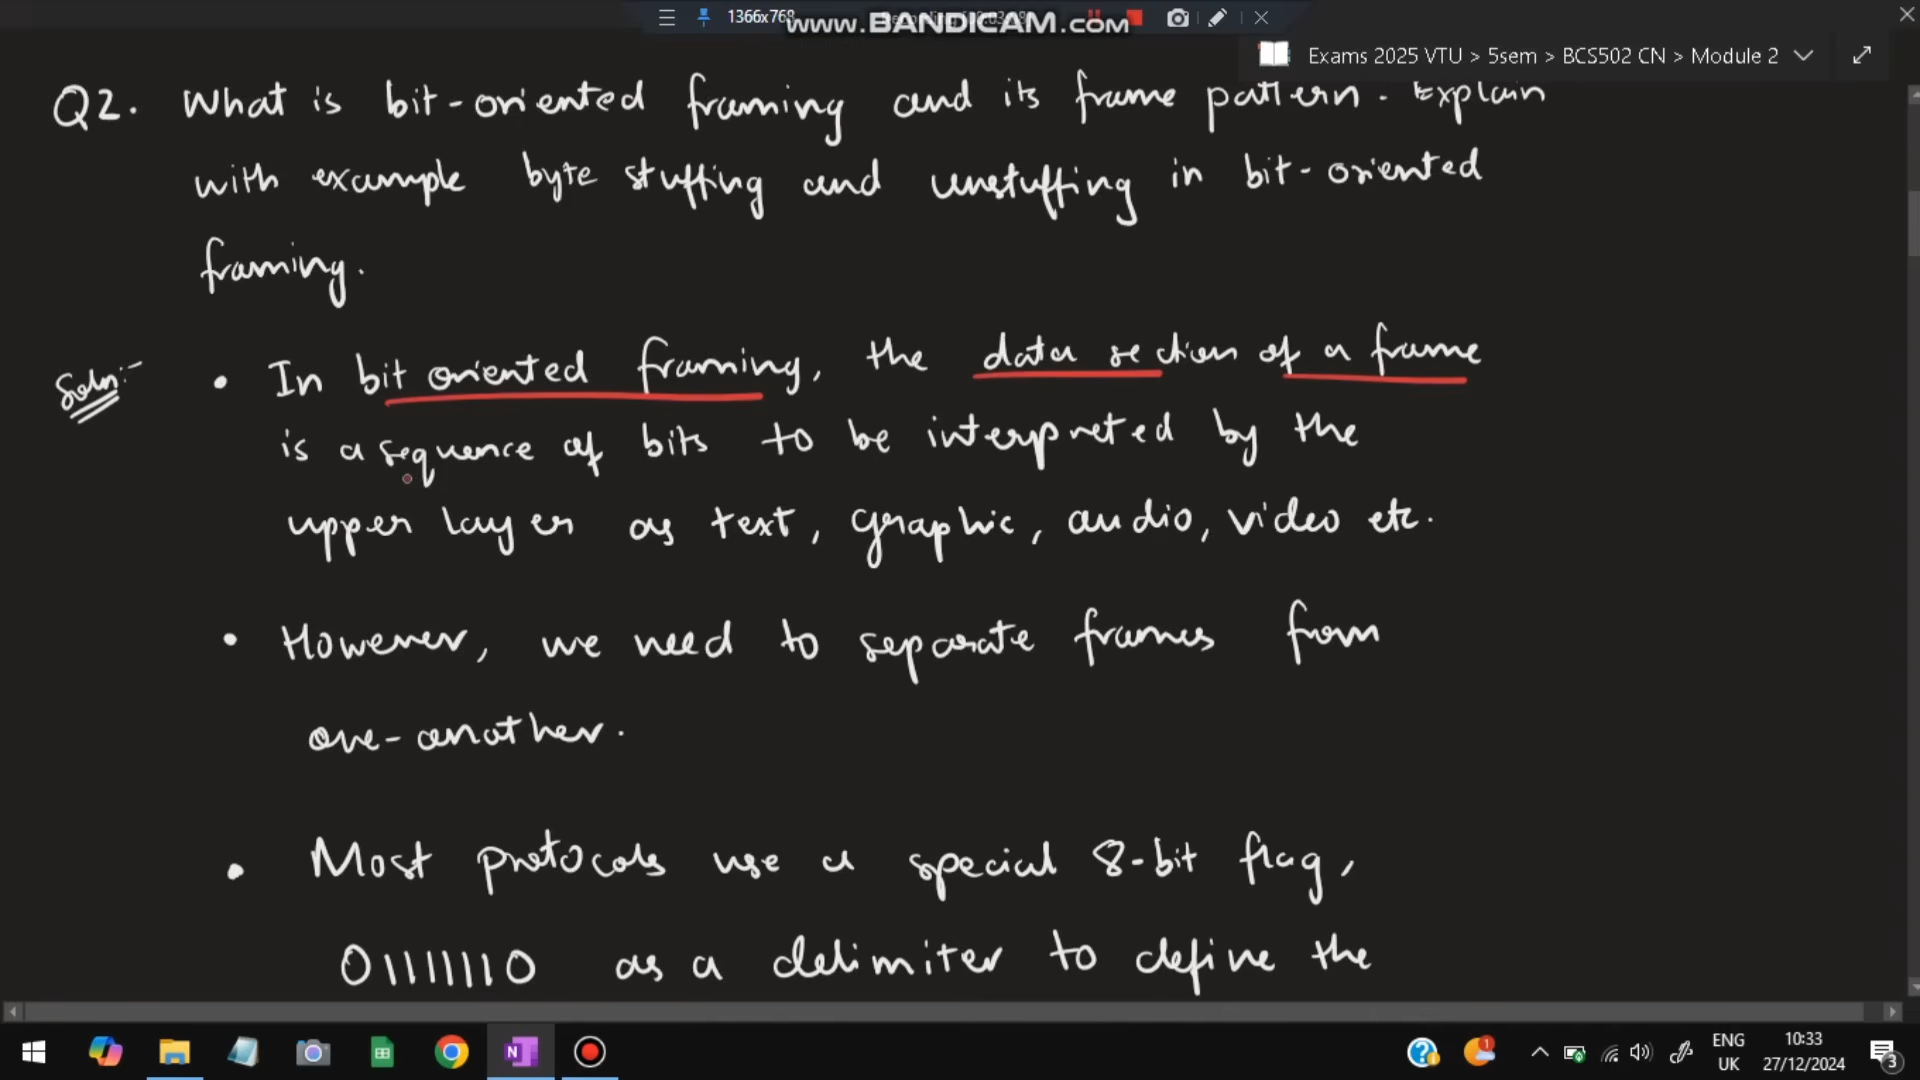 1366x768
www.BANDICAM.com
Exams 2025 VTU > 5sem > BCS502 CN > Module 2
Q2. What is bit-oriented framing and its frame pattern. Explain
with example byte stuffing and unstuffing in bit-oriented
framing.
Soln:-
• In bit oriented framing, the data section of a frame
is a sequence of bits to be interpreted by the
upper layer as text, graphic, audio, video etc.
• However, we need to separate frames from
one-another.
• Most protocols use a special 8-bit flag,
01111110 as a delimiter to define the
ENG
UK
10:33
27/12/2024
1
3